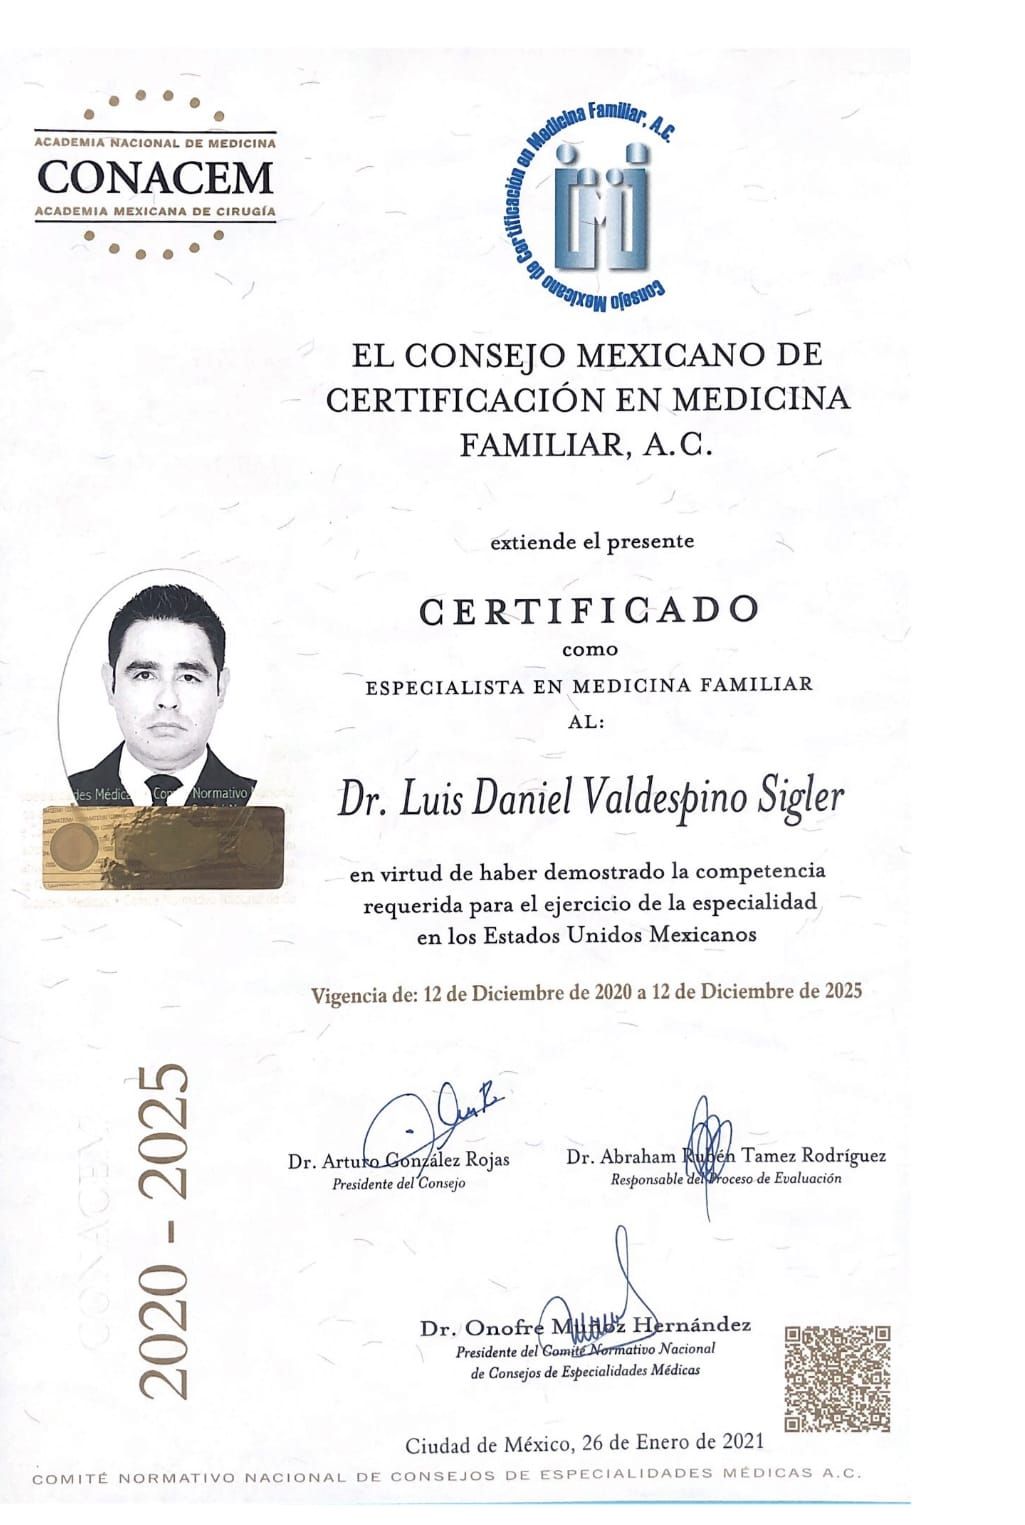 ACADEMIA NACIONAL DE MEDICINA
CONACEM
ACADEMIA MEXICANA DE CIRUGÍA
Consejo Mexicano de Certificación en Medicina Familiar, A.C.
EL CONSEJO MEXICANO DE
CERTIFICACIÓN EN MEDICINA
FAMILIAR, A.C.
extiende el presente
CERTIFICADO
como
ESPECIALISTA EN MEDICINA FAMILIAR
AL:
Dr. Luis Daniel Valdespino Sigler
en virtud de haber demostrado la competencia
requerida para el ejercicio de la especialidad
en los Estados Unidos Mexicanos
Vigencia de: 12 de Diciembre de 2020 a 12 de Diciembre de 2025
Normativo
2020 - 2025
CONACEM
Dr. Arturo González Rojas
Presidente del Consejo
Dr. Abraham Rubén Tamez Rodríguez
Responsable del Proceso de Evaluación
Dr. Onofre Muñoz Hernández
Presidente del Comité Normativo Nacional
de Consejos de Especialidades Médicas
Ciudad de México, 26 de Enero de 2021
COMITÉ NORMATIVO NACIONAL DE CONSEJOS DE ESPECIALIDADES MÉDICAS A.C.